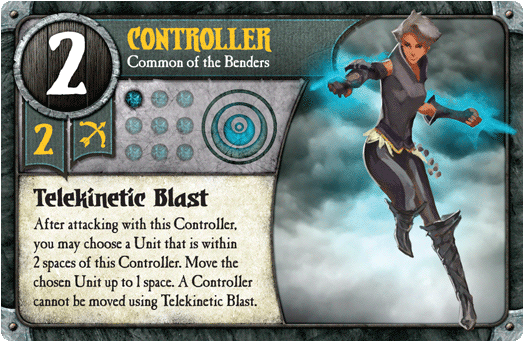 2
CONTROLLER
Common of the Benders
2
Telekinetic Blast
After attacking with this Controller,
you may choose a Unit that is within
2 spaces of this Controller. Move the
chosen Unit up to 1 space. A Controller
cannot be moved using Telekinetic Blast.